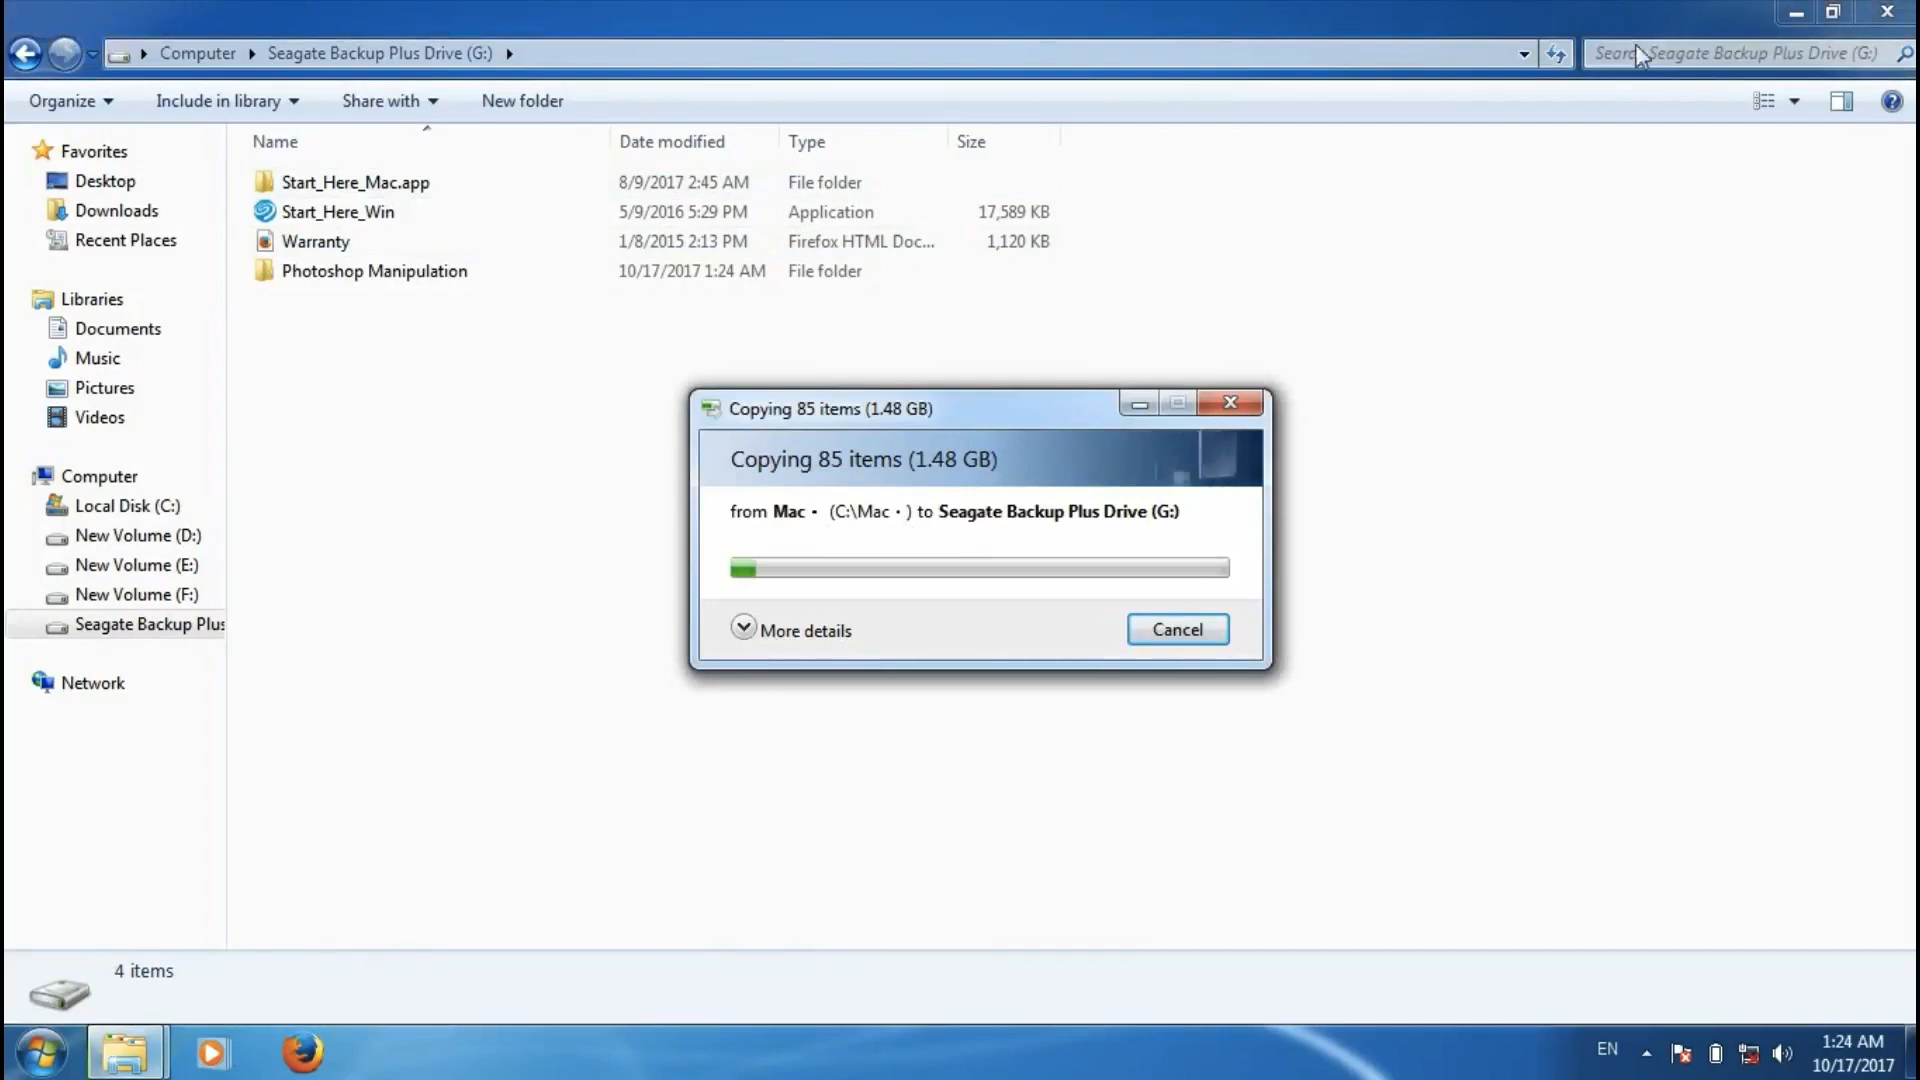 Computer Seagate Backup Plus Drive (G:) Seagate Backup Plus Drive (G:)
Organize Include in library Share with New folder
Name Date modified Type Size
Favorites
Desktop
Downloads
Recent Places
Libraries
Documents
Music
Pictures
Videos
Computer
Local Disk (C:)
New Volume (D:)
New Volume (E:)
New Volume (F:)
Seagate Backup Plus
Network
Start_Here_Mac.app 8/9/2017 2:45 AM File folder
Start_Here_Win 5/9/2016 5:29 PM Application 17,589 KB
Warranty 1/8/2015 2:13 PM Firefox HTML Doc... 1,120 KB
Photoshop Manipulation 10/17/2017 1:24 AM File folder
Copying 85 items (1.48 GB)
Copying 85 items (1.48 GB)
from Mac • (C:\Mac • ) to Seagate Backup Plus Drive (G:)
More details Cancel
4 items
EN 1:24 AM
10/17/2017